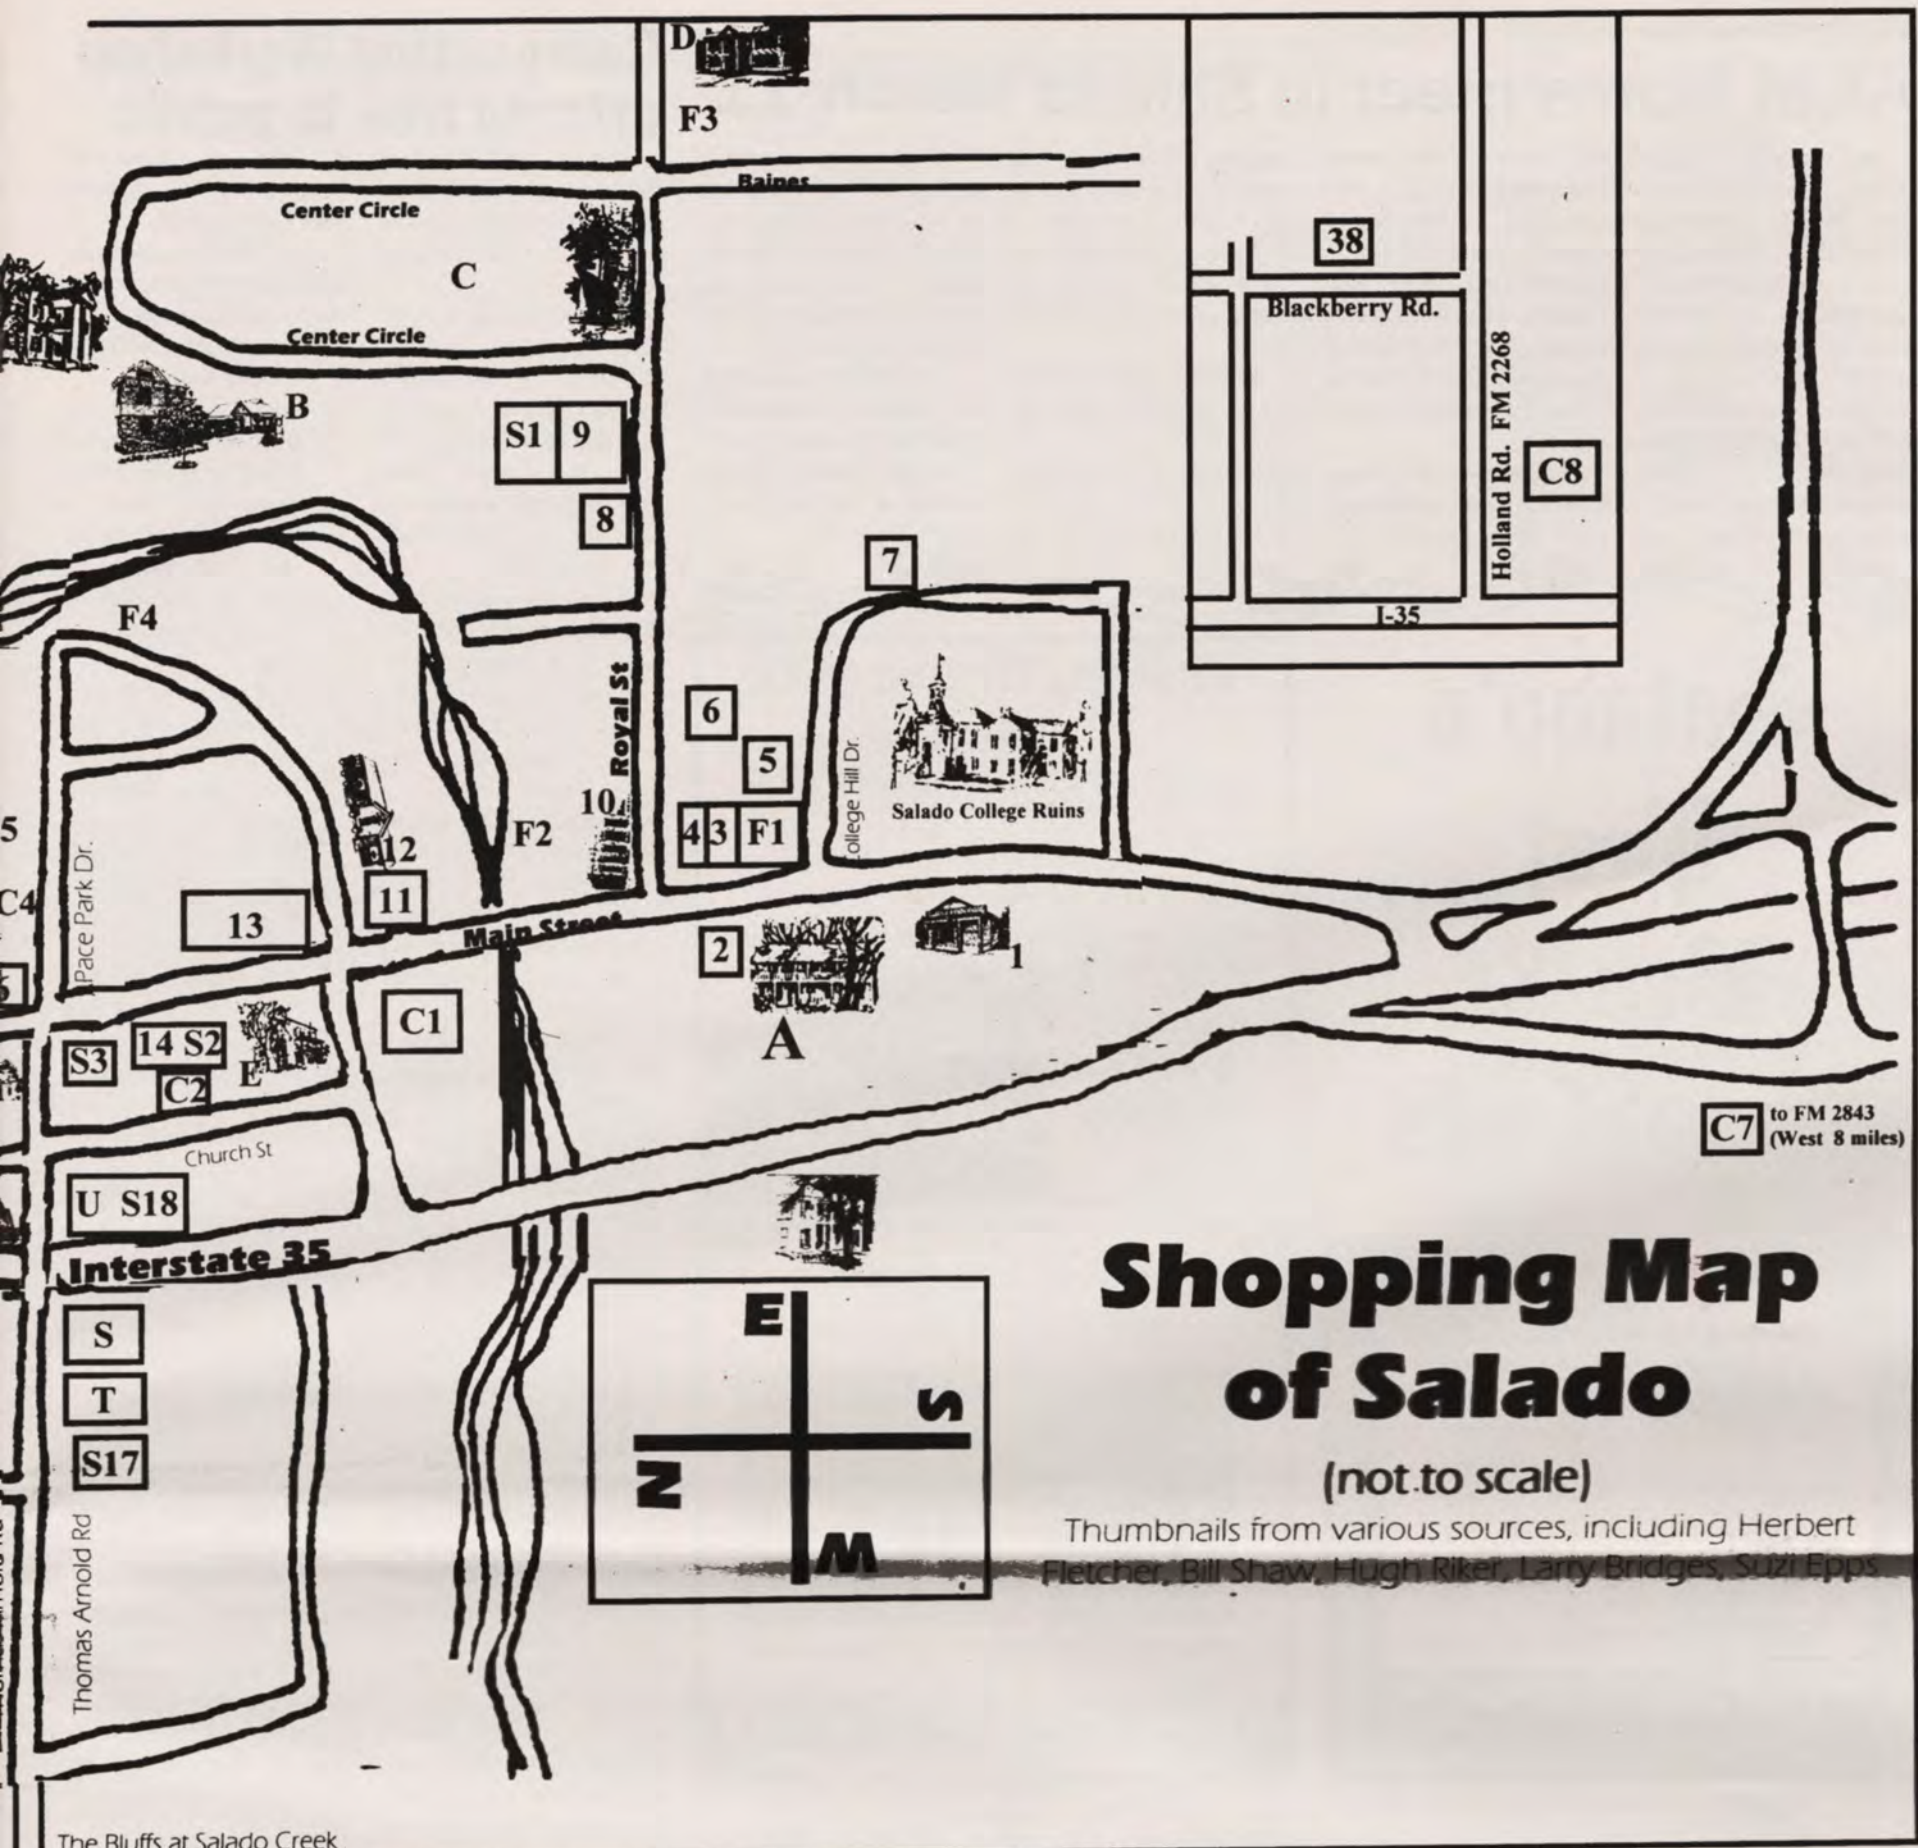 D
F3
Baines
Center Circle
C
Center Circle
B
S1 9
8
38
Blackberry Rd.
Holland Rd. FM 2268
C8
I-35
7
F4
Royal St
6
5
College Hill Dr.
Salado College Ruins
10
4 3 F1
F2
12
11
5
C4
Pace Park Dr.
13
Main Street
2
1
A
C1
14 S2
S3
C2
E
Church St
C7
to FM 2843
(West 8 miles)
U S18
Interstate 35
S
T
S17
Thomas Arnold Rd
E
S
N
W
Shopping Map
of Salado
(not to scale)
Thumbnails from various sources, including Herbert
Fletcher, Bill Shaw, Hugh Riker, Larry Bridges, Suzi Epps
The Bluffs at Salado Creek